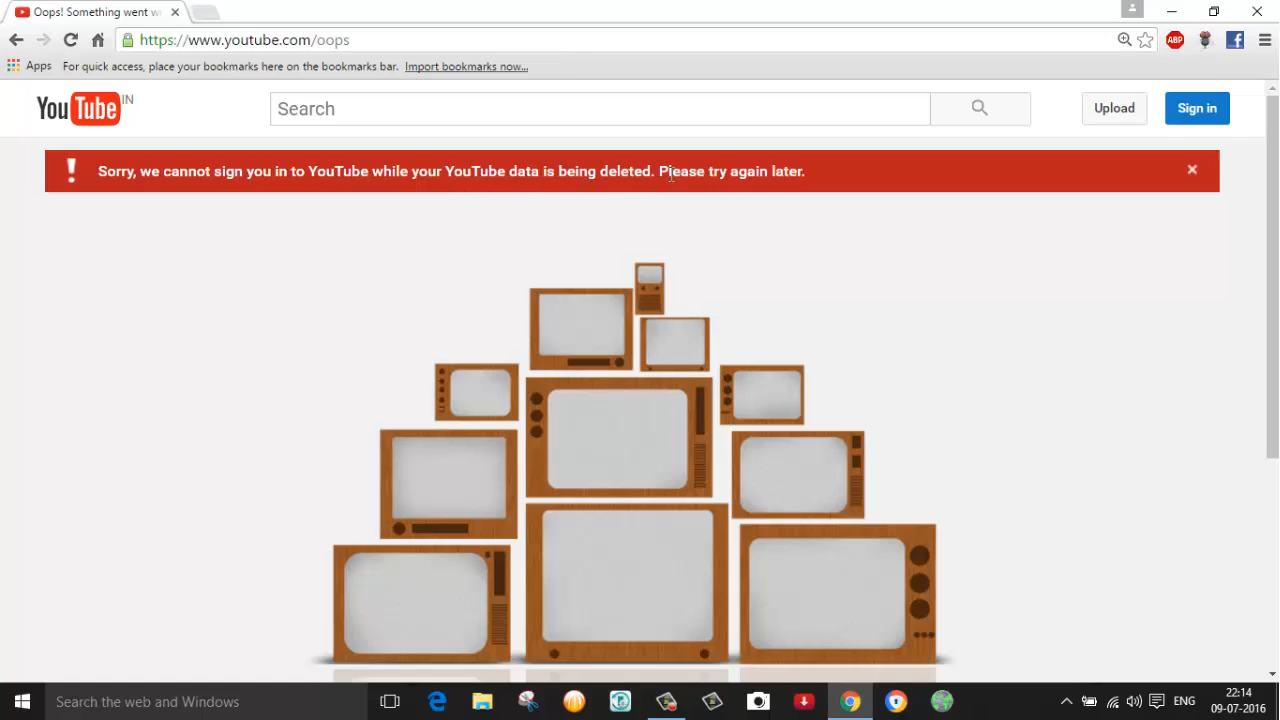 Oops! Something went w
https://www.youtube.com/oops
ABP
Apps For quick access, place your bookmarks here on the bookmarks bar. Import bookmarks now...
YouTube IN
Search
Upload
Sign in
Sorry, we cannot sign you in to YouTube while your YouTube data is being deleted. Please try again later.
Search the web and Windows
ENG
22:14
09-07-2016